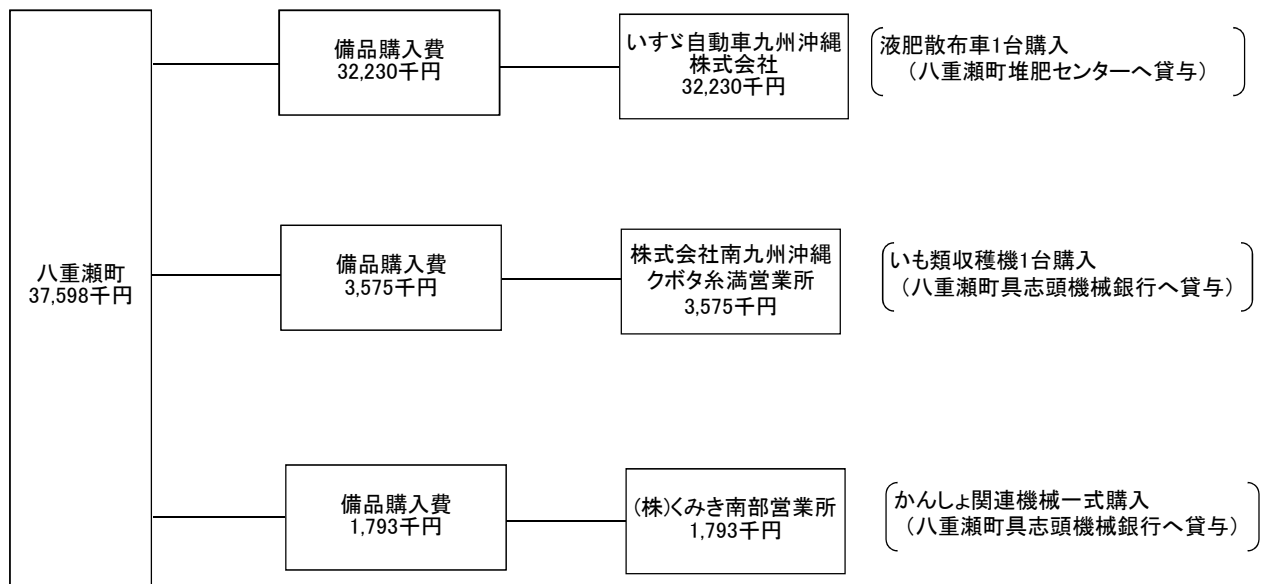 八重瀬町
37,598千円
備品購入費
32,230千円
いすゞ自動車九州沖縄
株式会社
32,230千円
液肥散布車1台購入
（八重瀬町堆肥センターへ貸与）
備品購入費
3,575千円
株式会社南九州沖縄
クボタ糸満営業所
3,575千円
いも類収穫機1台購入
（八重瀬町具志頭機械銀行へ貸与）
備品購入費
1,793千円
(株)くみき南部営業所
1,793千円
かんしょ関連機械一式購入
（八重瀬町具志頭機械銀行へ貸与）